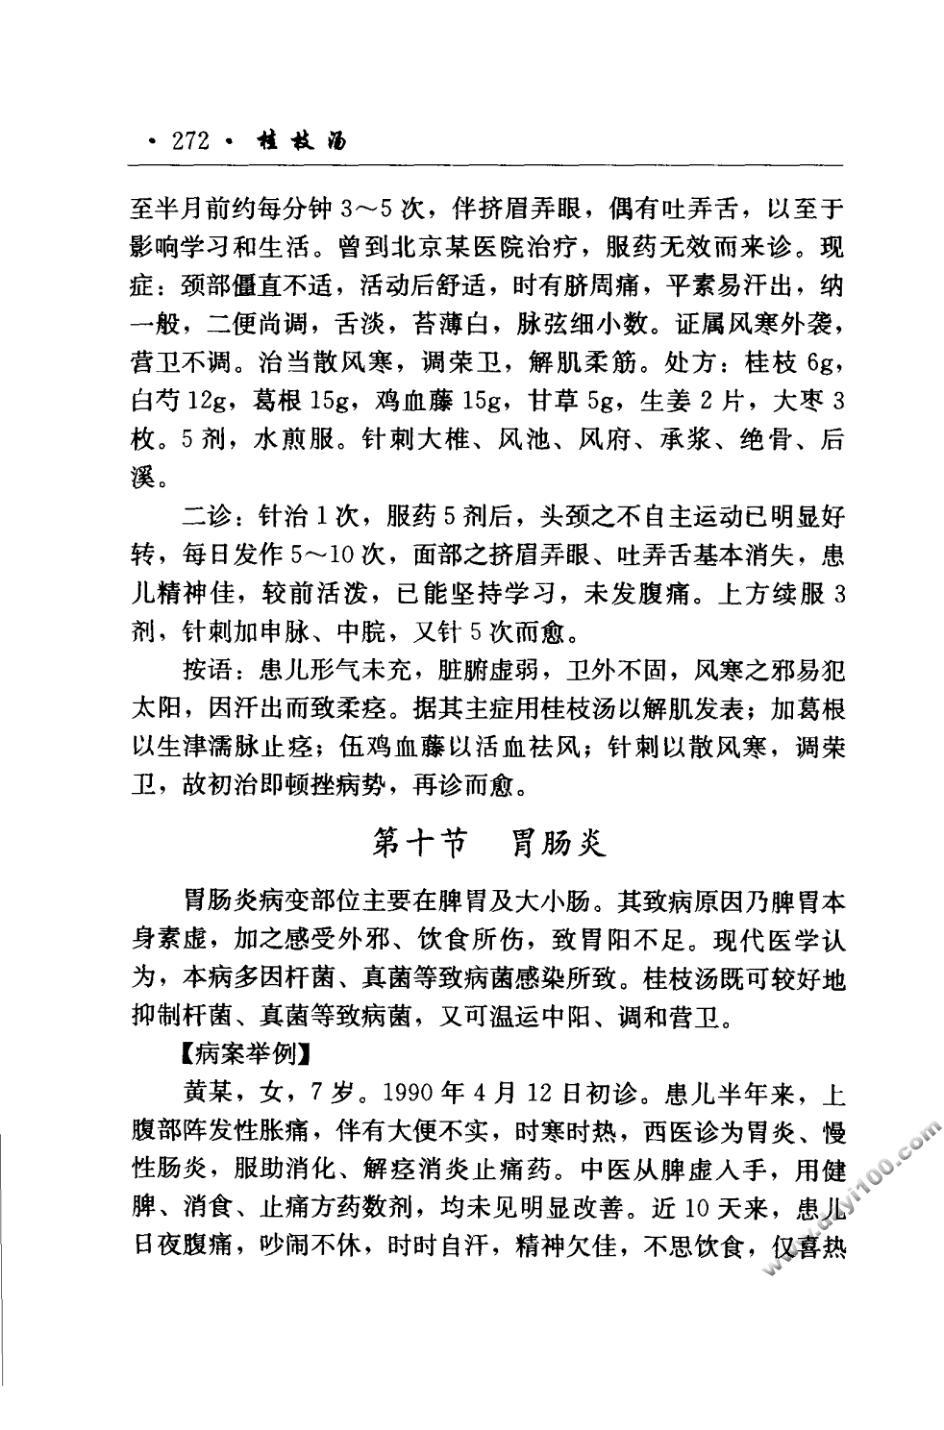 · 272 · 桂枝汤
至半月前约每分钟 3～5 次，伴挤眉弄眼，偶有吐弄舌，以至于
影响学习和生活。曾到北京某医院治疗，服药无效而来诊。现
症：颈部僵直不适，活动后舒适，时有脐周痛，平素易汗出，纳
一般，二便尚调，舌淡，苔薄白，脉弦细小数。证属风寒外袭，
营卫不调。治当散风寒，调荣卫，解肌柔筋。处方：桂枝 6g，
白芍 12g，葛根 15g，鸡血藤 15g，甘草 5g，生姜 2 片，大枣 3
枚。5 剂，水煎服。针刺大椎、风池、风府、承浆、绝骨、后
溪。
二诊：针治 1 次，服药 5 剂后，头颈之不自主运动已明显好
转，每日发作 5～10 次，面部之挤眉弄眼、吐弄舌基本消失，患
儿精神佳，较前活泼，已能坚持学习，未发腹痛。上方续服 3
剂，针刺加申脉、中脘，又针 5 次而愈。
按语：患儿形气未充，脏腑虚弱，卫外不固，风寒之邪易犯
太阳，因汗出而致柔痉。据其主症用桂枝汤以解肌发表；加葛根
以生津濡脉止痉；伍鸡血藤以活血祛风；针刺以散风寒，调荣
卫，故初治即顿挫病势，再诊而愈。
第十节 胃肠炎
胃肠炎病变部位主要在脾胃及大小肠。其致病原因乃脾胃本
身素虚，加之感受外邪、饮食所伤，致胃阳不足。现代医学认
为，本病多因杆菌、真菌等致病菌感染所致。桂枝汤既可较好地
抑制杆菌、真菌等致病菌，又可温运中阳、调和营卫。
【病案举例】
黄某，女，7 岁。1990 年 4 月 12 日初诊。患儿半年来，上
腹部阵发性胀痛，伴有大便不实，时寒时热，西医诊为胃炎、慢
性肠炎，服助消化、解痉消炎止痛药。中医从脾虚入手，用健
脾、消食、止痛方药数剂，均未见明显改善。近 10 天来，患儿
日夜腹痛，吵闹不休，时时自汗，精神欠佳，不思饮食，仅喜热
www.dayi100.com